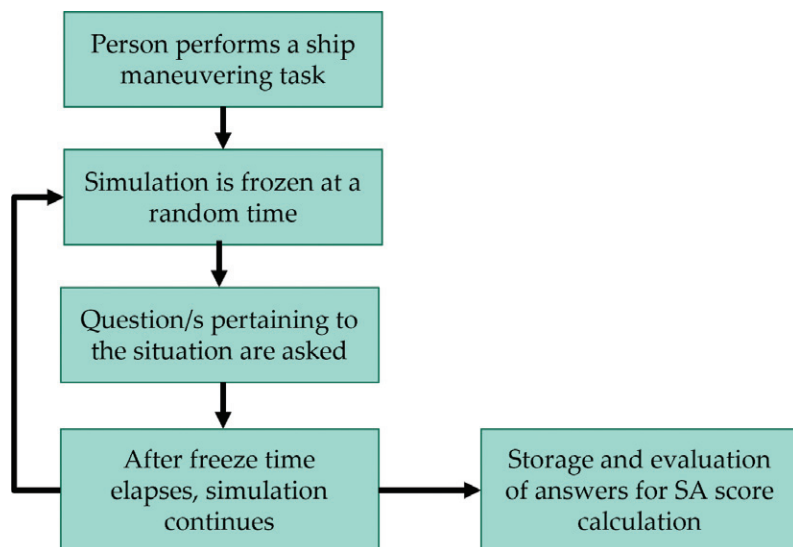 Person performs a ship
maneuvering task
Simulation is frozen at a
random time
Question/s pertaining to
the situation are asked
After freeze time
elapses, simulation
continues
Storage and evaluation
of answers for SA score
calculation